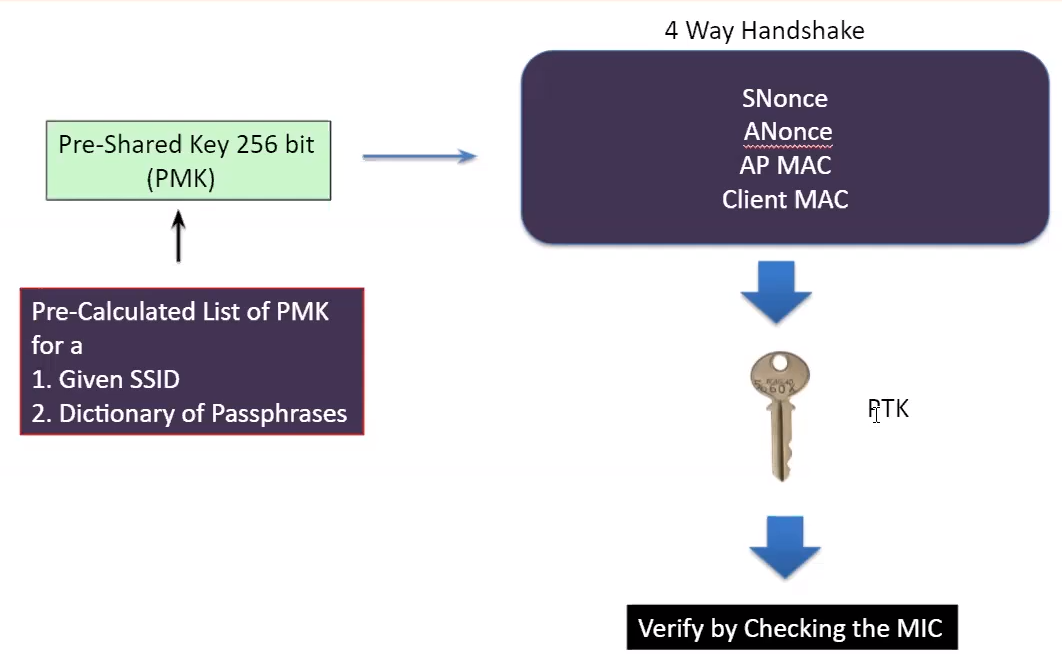 4 Way Handshake
SNonce
ANonce
AP MAC
Client MAC
Pre-Shared Key 256 bit
(PMK)
Pre-Calculated List of PMK
for a
1. Given SSID
2. Dictionary of Passphrases
PTK
Verify by Checking the MIC